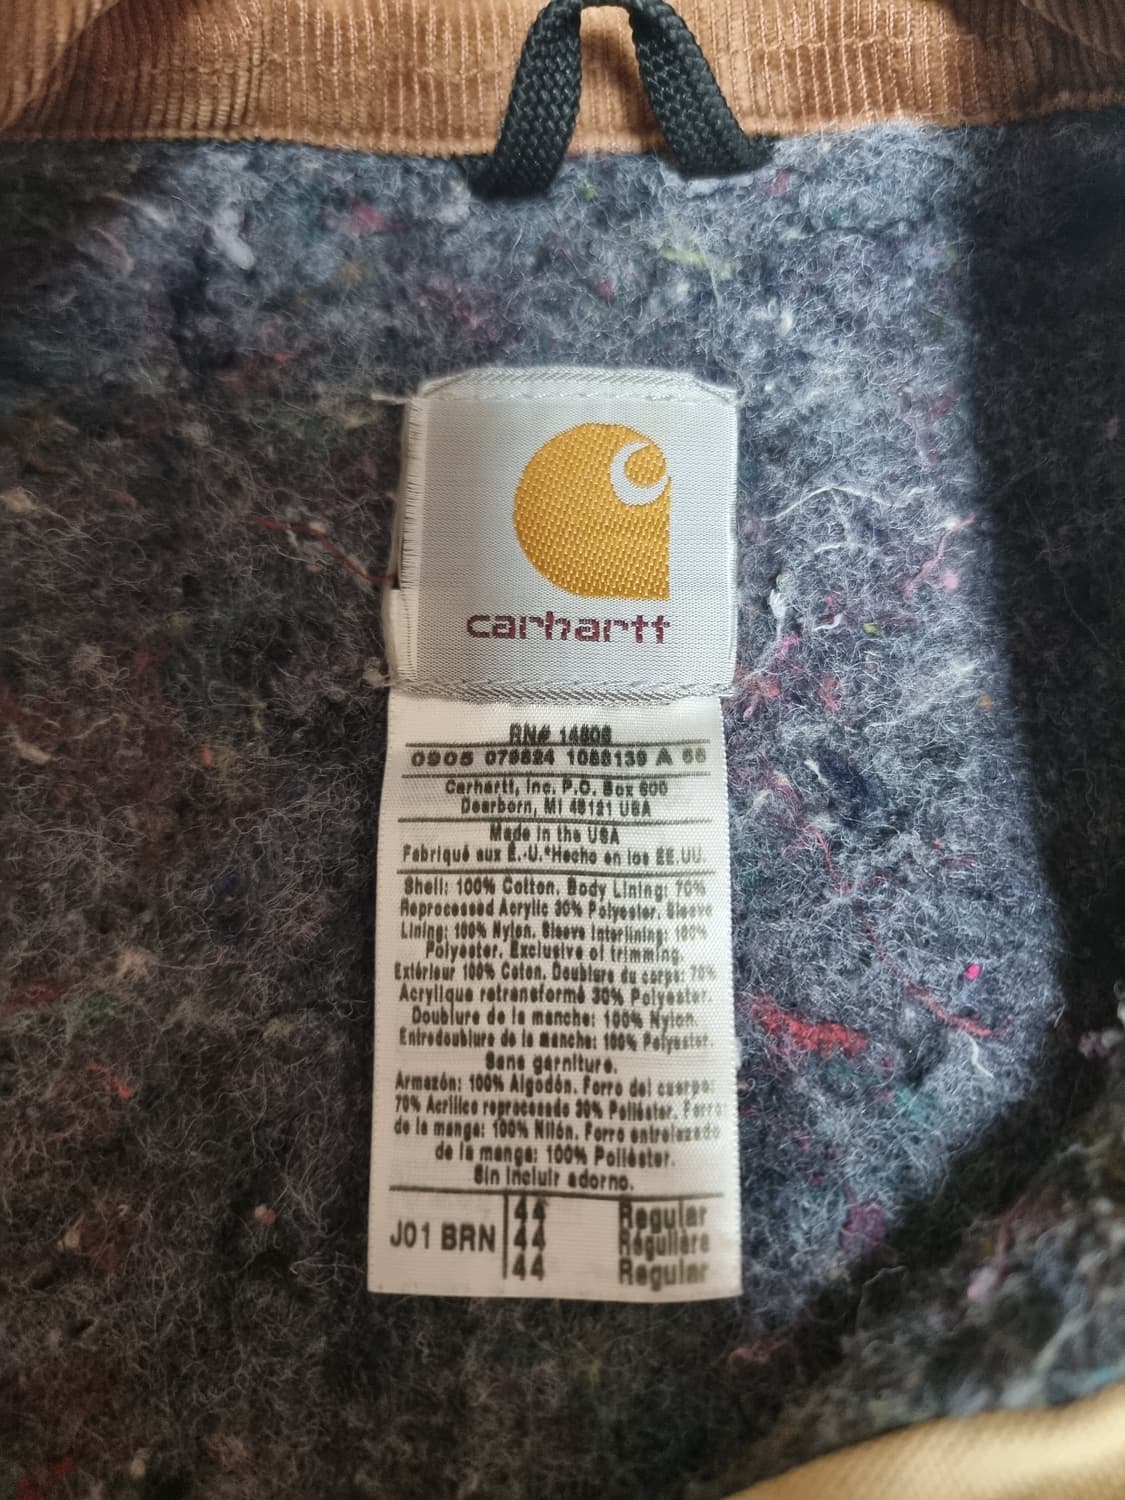 carhartt
RN# 14806
0905 079824 1088139 A 66
Carhartt, Inc. P.O. Box 600
Dearborn, MI 48121 USA
Made in the USA
Fabriqué aux É.-U.*Hecho en los EE.UU.
Shell: 100% Cotton. Body Lining: 70%
Reprocessed Acrylic 30% Polyester. Sleeve
Lining: 100% Nylon. Sleeve Interlining: 100%
Polyester. Exclusive of trimming.
Extérieur 100% Coton. Doublure du corps: 70%
Acrylique retransformé 30% Polyester.
Doublure de la manche: 100% Nylon.
Entredoublure de la manche: 100% Polyester.
Sans garniture.
Armazón: 100% Algodón. Forro del cuerpo:
70% Acrílico reprocesado 30% Poliéster. Forro
de la manga: 100% Nilón. Forro entrelazado
de la manga: 100% Poliéster.
Sin incluir adorno.
J01 BRN
44 Regular
44 Régulière
44 Regular